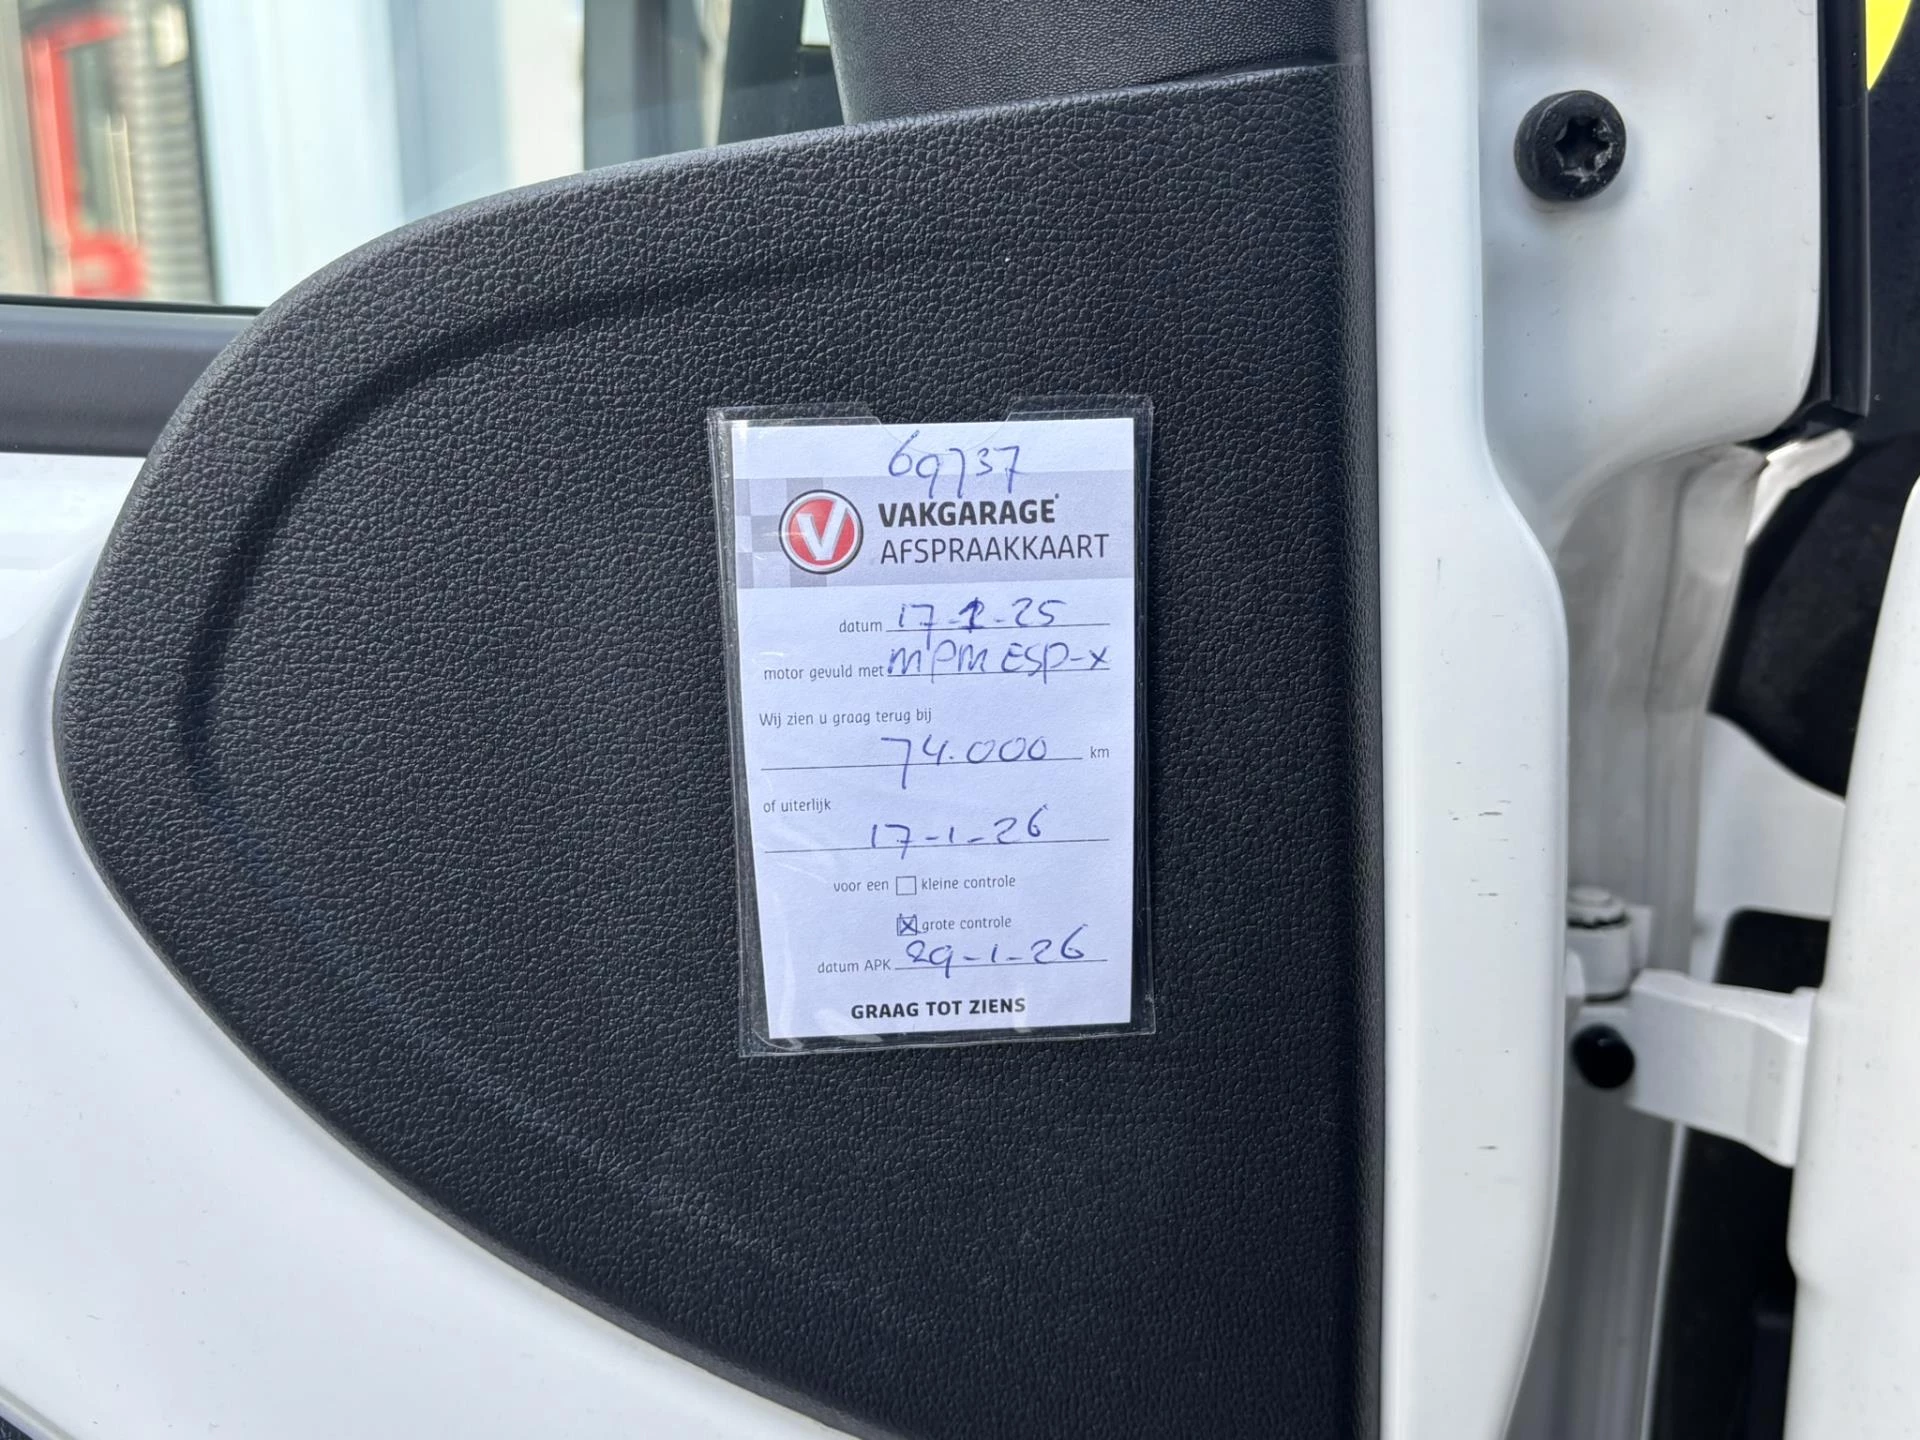 69737
V VAKGARAGE®
AFSPRAAKKAART
datum 17-1-25
motor gevuld met MPM ESP-X
Wij zien u graag terug bij
74.000 km
of uiterlijk
17-1-26
voor een kleine controle
X grote controle
datum APK 29-1-26
GRAAG TOT ZIENS